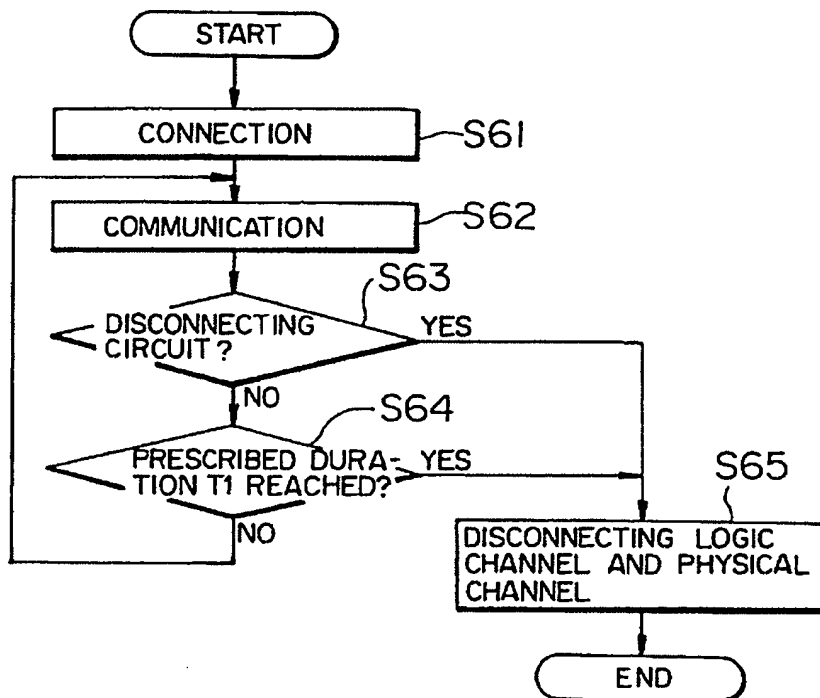 START
CONNECTION
S61
COMMUNICATION
S62
S63
DISCONNECTING
CIRCUIT?
YES
NO
S64
PRESCRIBED DURA-
TION T1 REACHED?
YES
NO
S65
DISCONNECTING LOGIC
CHANNEL AND PHYSICAL
CHANNEL
END